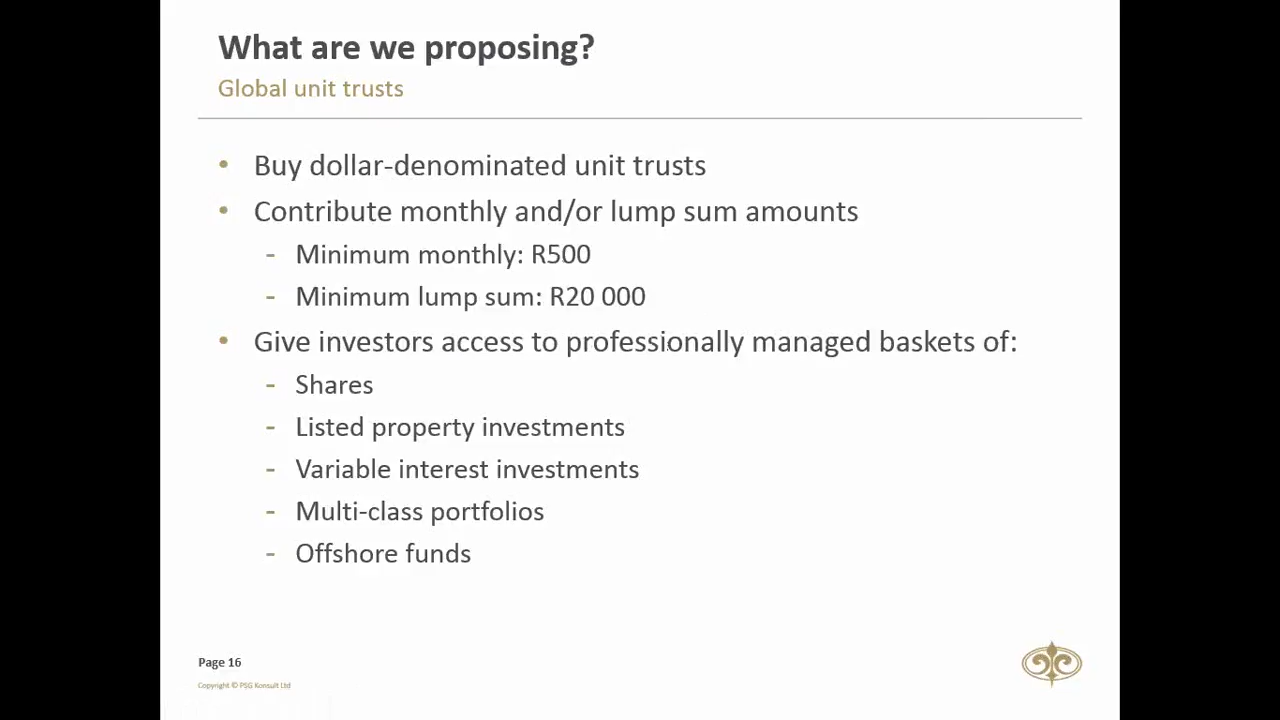 What are we proposing?
Global unit trusts
• Buy dollar-denominated unit trusts
• Contribute monthly and/or lump sum amounts
- Minimum monthly: R500
- Minimum lump sum: R20 000
• Give investors access to professionally managed baskets of:
- Shares
- Listed property investments
- Variable interest investments
- Multi-class portfolios
- Offshore funds
Page 16
Copyright © PSG Konsult Ltd